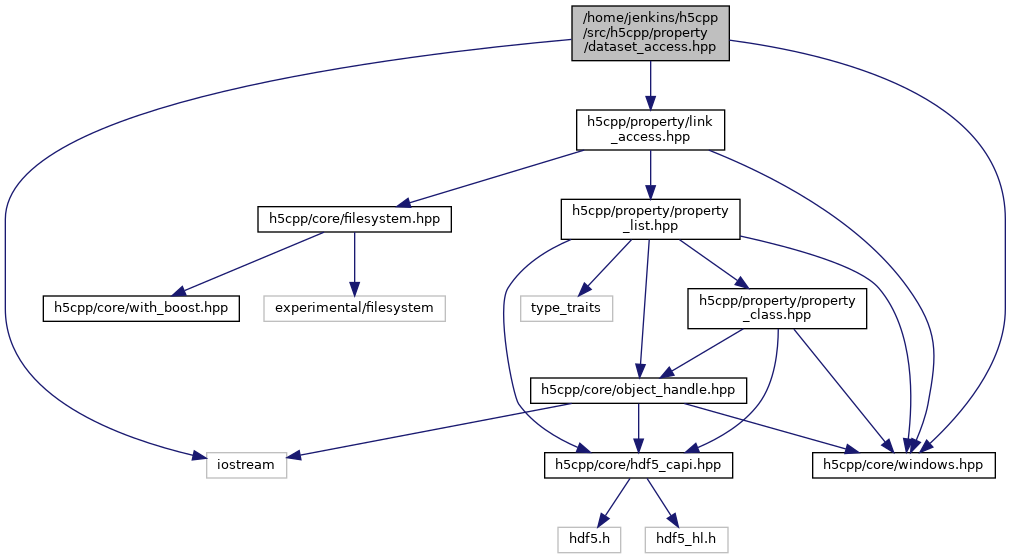 /home/jenkins/h5cpp
/src/h5cpp/property
/dataset_access.hpp
h5cpp/property/link
_access.hpp
h5cpp/core/filesystem.hpp
h5cpp/property/property
_list.hpp
h5cpp/core/with_boost.hpp
experimental/filesystem
type_traits
h5cpp/property/property
_class.hpp
h5cpp/core/object_handle.hpp
iostream
h5cpp/core/hdf5_capi.hpp
h5cpp/core/windows.hpp
hdf5.h
hdf5_hl.h